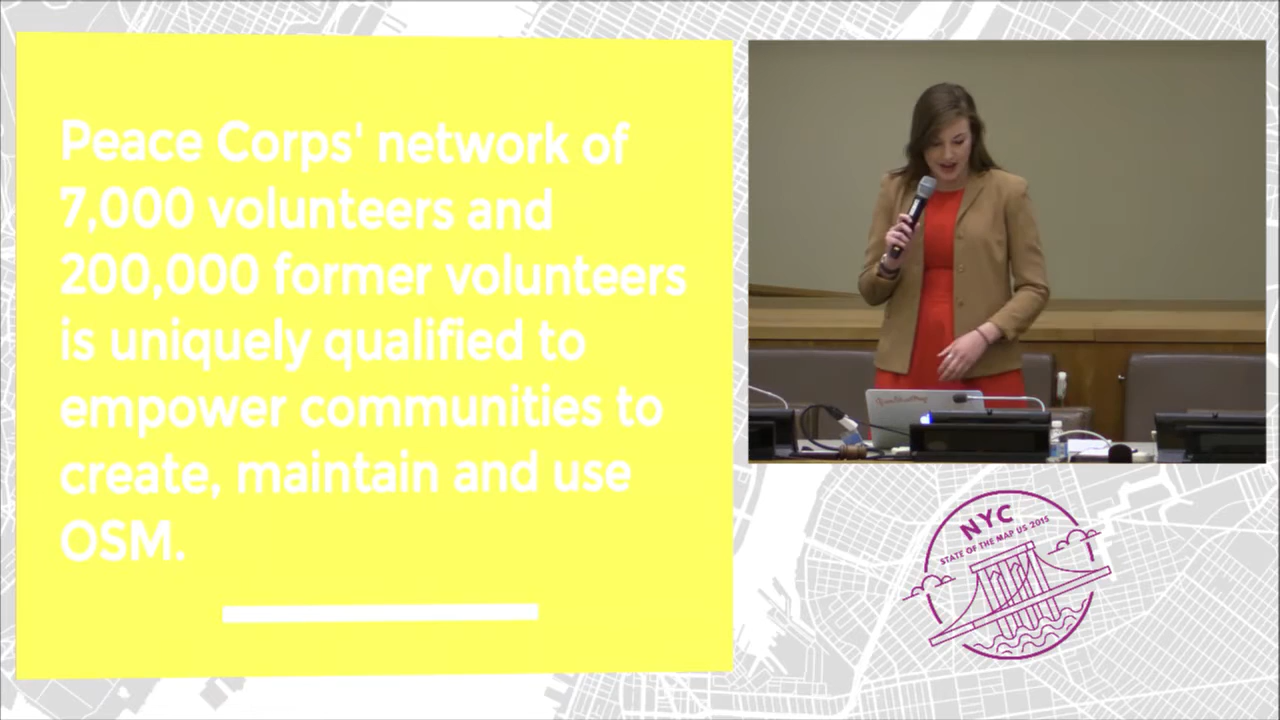 Peace Corps' network of
7,000 volunteers and
200,000 former volunteers
is uniquely qualified to
empower communities to
create, maintain and use
OSM.
NYC
STATE OF THE MAP US 2015